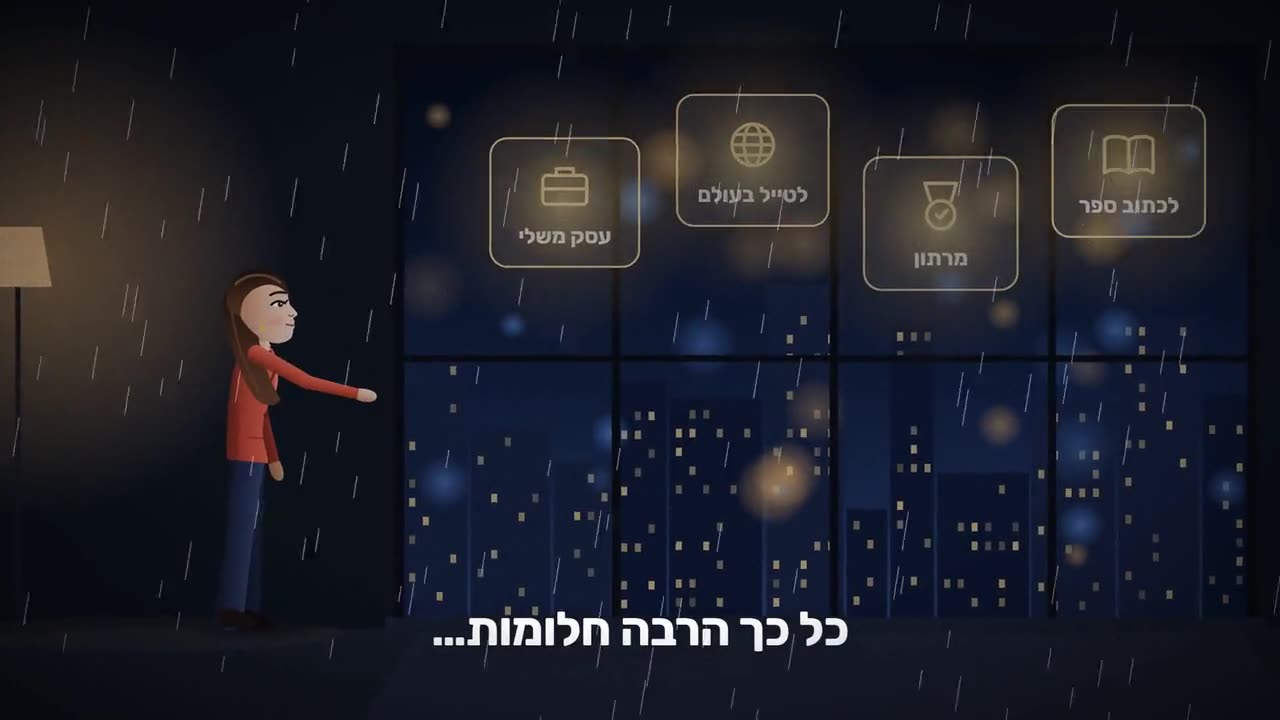 לכתוב ספר
מרתון
לטייל בעולם
עסק משלי
כל כך הרבה חלומות...